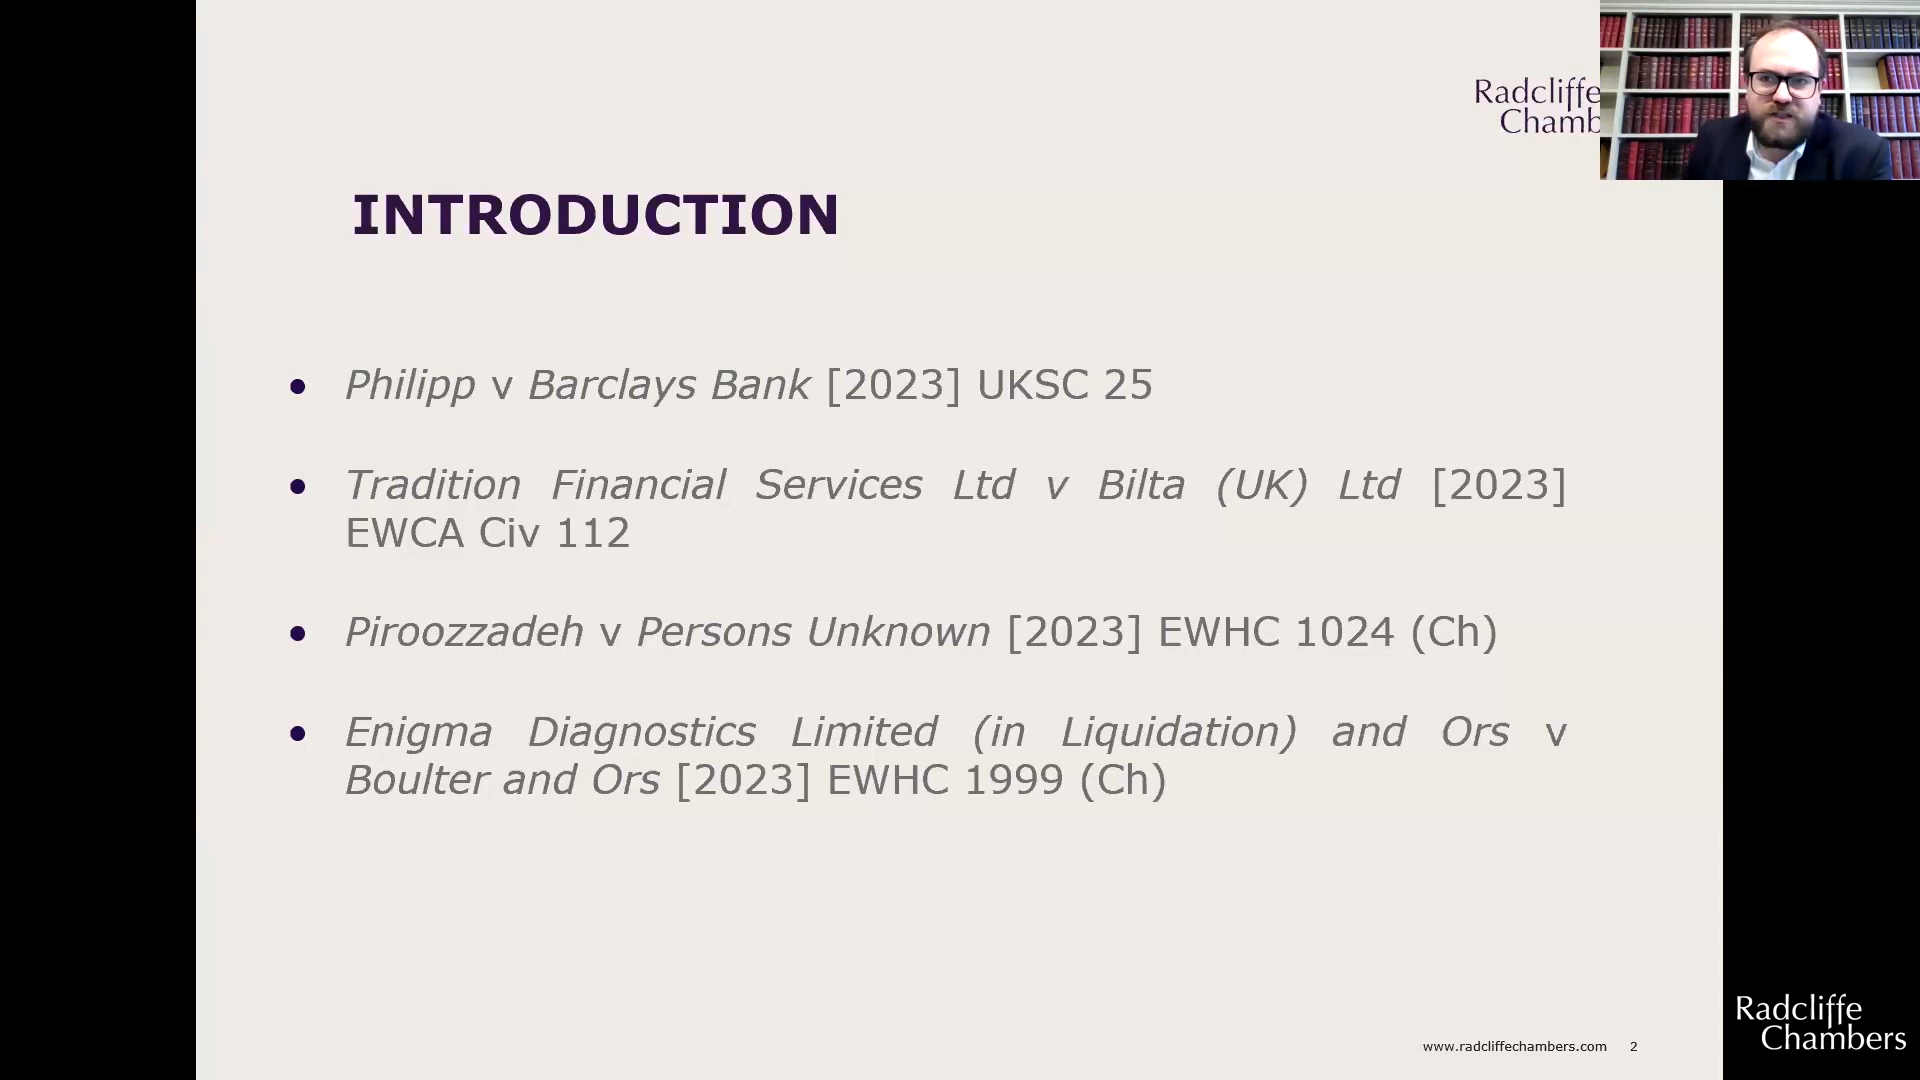 Radcliffe
Chamb
INTRODUCTION
• Philipp v Barclays Bank [2023] UKSC 25
• Tradition Financial Services Ltd v Bilta (UK) Ltd [2023]
EWCA Civ 112
• Piroozzadeh v Persons Unknown [2023] EWHC 1024 (Ch)
• Enigma Diagnostics Limited (in Liquidation) and Ors v
Boulter and Ors [2023] EWHC 1999 (Ch)
www.radcliffechambers.com 2
Radcliffe
Chambers